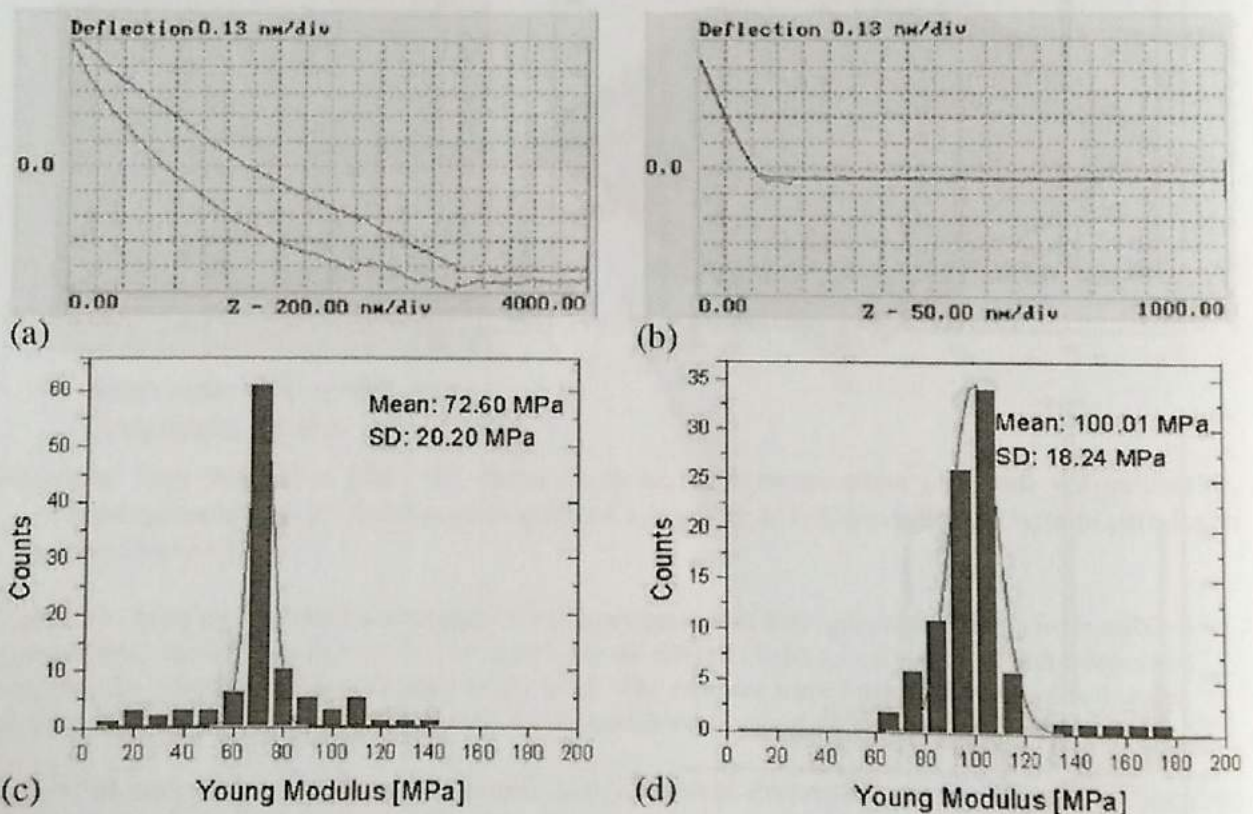 Deflection 0.13 nm/div
0.0
0.00 Z - 200.00 nm/div 4000.00
(a)
Deflection 0.13 nm/div
0.0
0.00 Z - 50.00 nm/div 1000.00
(b)
60
50
40
30
20
10
0
Counts
Mean: 72.60 MPa
SD: 20.20 MPa
0 20 40 60 80 100 120 140 160 180 200
(c) Young Modulus [MPa]
35
30
25
20
15
10
5
0
Counts
Mean: 100.01 MPa
SD: 18.24 MPa
0 20 40 60 80 100 120 140 160 180 200
(d) Young Modulus [MPa]